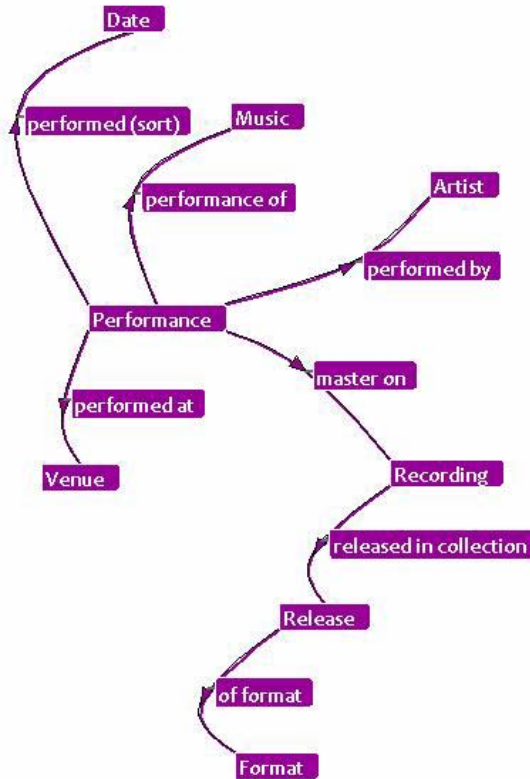 Date
performed (sort)
Music
performance of
Artist
performed by
Performance
master on
performed at
Venue
Recording
released in collection
Release
of format
Format